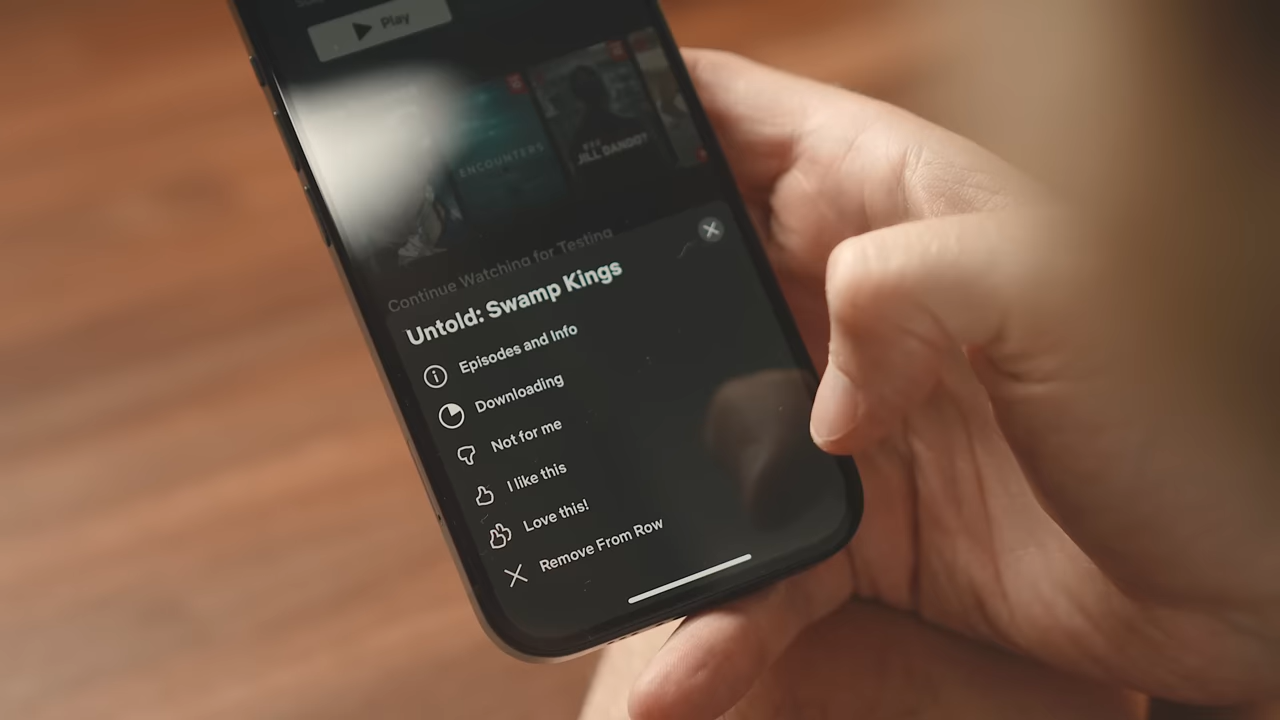 Play
ENCOUNTERS
JILL DANDO?
Continue Watching for Testing
Untold: Swamp Kings
Episodes and Info
Downloading
Not for me
I like this
Love this!
Remove From Row